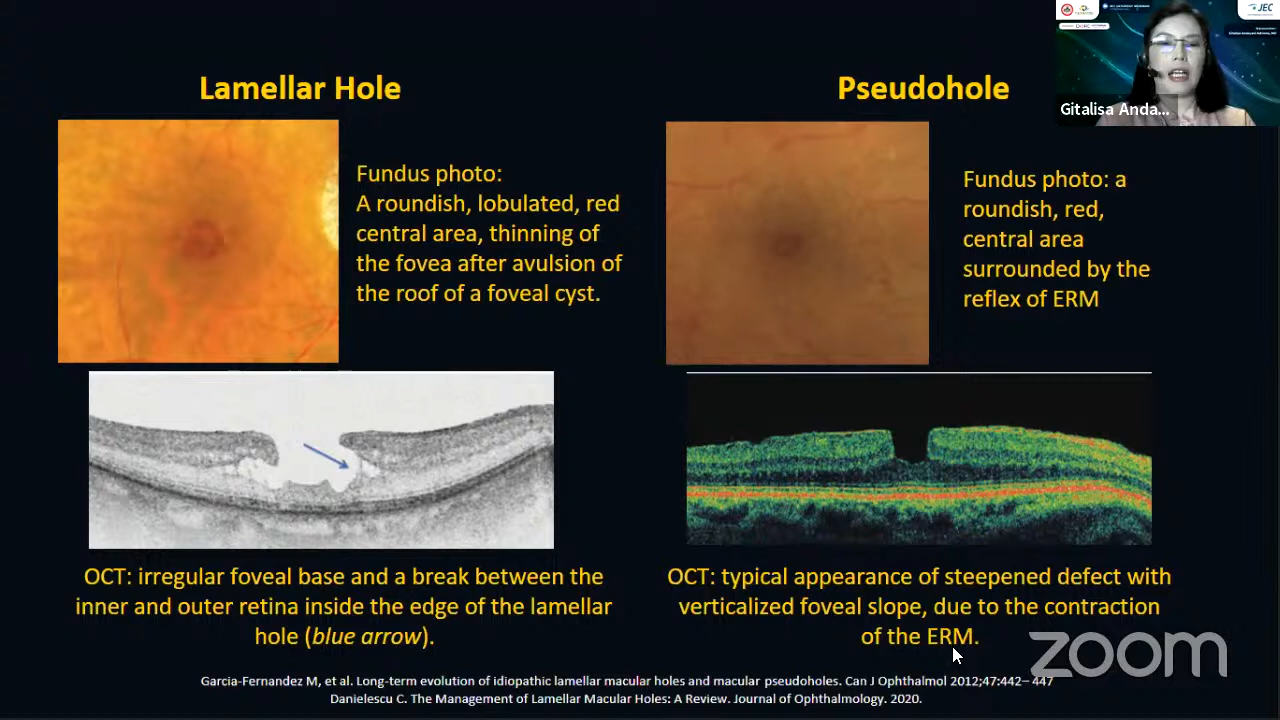 JEC
Gitalisa Anda...
Lamellar Hole
Fundus photo:
A roundish, lobulated, red
central area, thinning of
the fovea after avulsion of
the roof of a foveal cyst.
OCT: irregular foveal base and a break between the
inner and outer retina inside the edge of the lamellar
hole (blue arrow).
Pseudohole
Fundus photo: a
roundish, red,
central area
surrounded by the
reflex of ERM
OCT: typical appearance of steepened defect with
verticalized foveal slope, due to the contraction
of the ERM.
zoom
Garcia-Fernandez M, et al. Long-term evolution of idiopathic lamellar macular holes and macular pseudoholes. Can J Ophthalmol 2012;47:442– 447
Danielescu C. The Management of Lamellar Macular Holes: A Review. Journal of Ophthalmology. 2020.